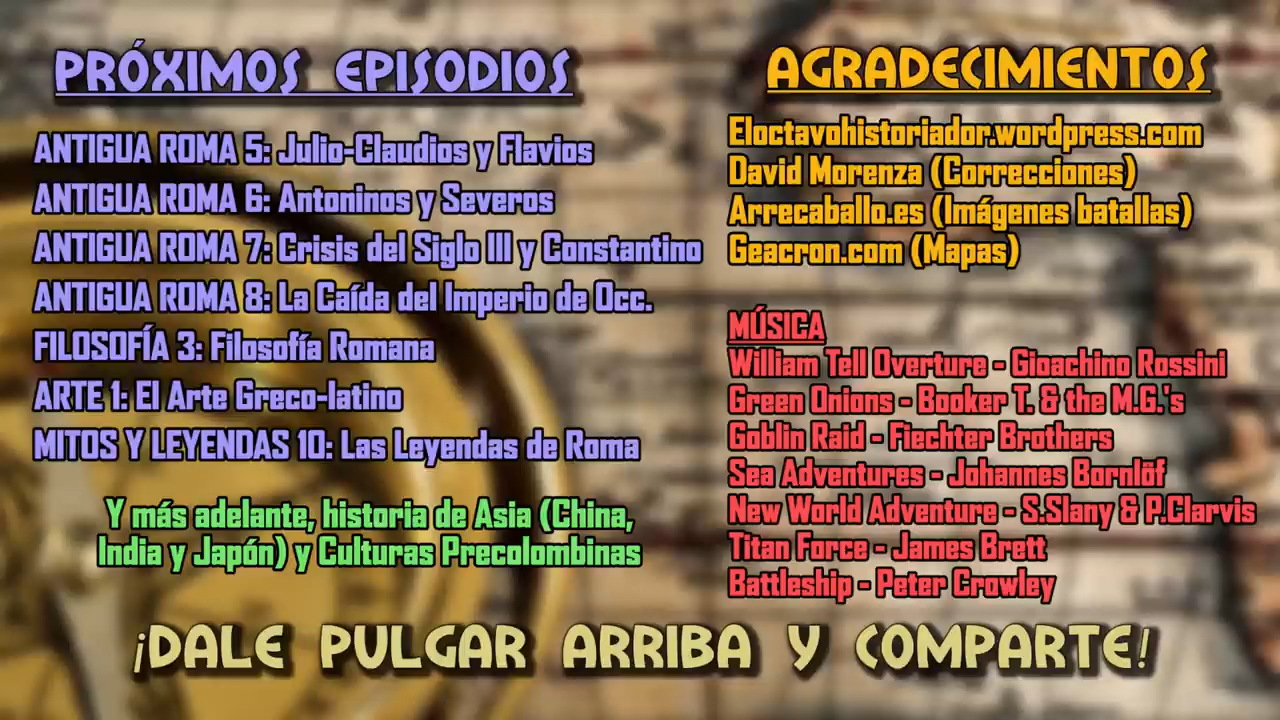 PRÓXIMOS EPISODIOS
ANTIGUA ROMA 5: Julio-Claudios y Flavios
ANTIGUA ROMA 6: Antoninos y Severos
ANTIGUA ROMA 7: Crisis del Siglo III y Constantino
ANTIGUA ROMA 8: La Caída del Imperio de Occ.
FILOSOFÍA 3: Filosofía Romana
ARTE 1: El Arte Greco-latino
MITOS Y LEYENDAS 10: Las Leyendas de Roma
Y más adelante, historia de Asia (China,
India y Japón) y Culturas Precolombinas
AGRADECIMIENTOS
Eloctavohistoriador.wordpress.com
David Morenza (Correcciones)
Arrecaballo.es (Imágenes batallas)
Geacron.com (Mapas)
MÚSICA
William Tell Overture - Gioachino Rossini
Green Onions - Booker T. & the M.G.'s
Goblin Raid - Fiechter Brothers
Sea Adventures - Johannes Bornlöf
New World Adventure - S.Slany & P.Clarvis
Titan Force - James Brett
Battleship - Peter Crowley
¡DALE PULGAR ARRIBA Y COMPARTE!